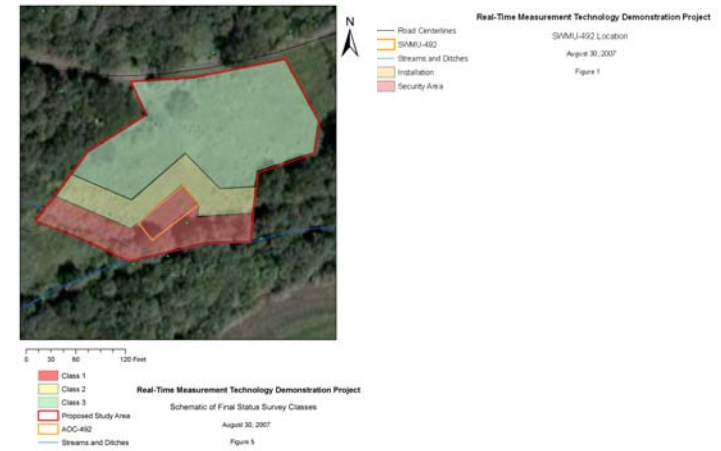 N
Road Centerlines
SWMU-492
Streams and Ditches
Installation
Security Area
Real-Time Measurement Technology Demonstration Project
SWMU-492 Location
August 30, 2007
Figure 1
0 30 60 120 Feet
Class 1
Class 2
Class 3
Proposed Study Area
AOC-492
Streams and Ditches
Real-Time Measurement Technology Demonstration Project
Schematic of Final Status Survey Classes
August 30, 2007
Figure 5